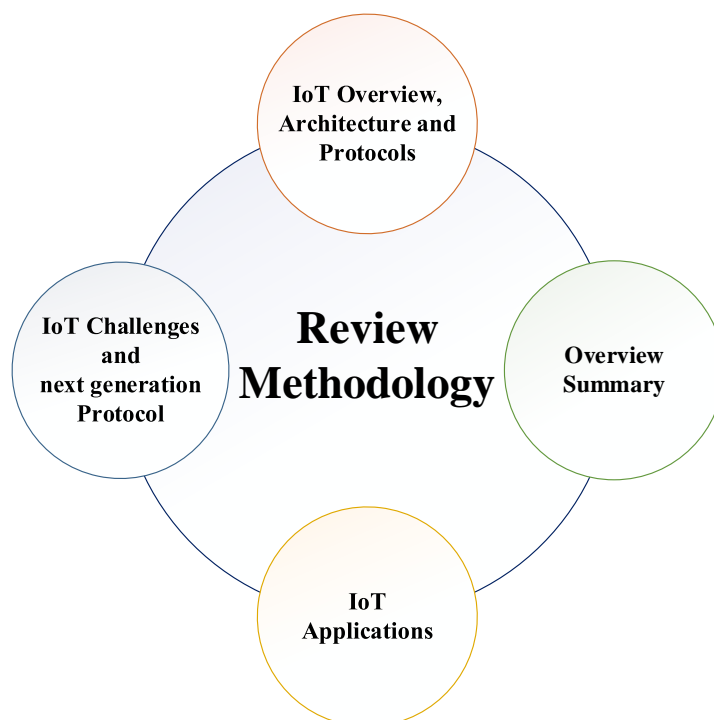 IoT Overview,
Architecture and
Protocols
IoT Challenges
and
next generation
Protocol
Review
Methodology
Overview
Summary
IoT
Applications